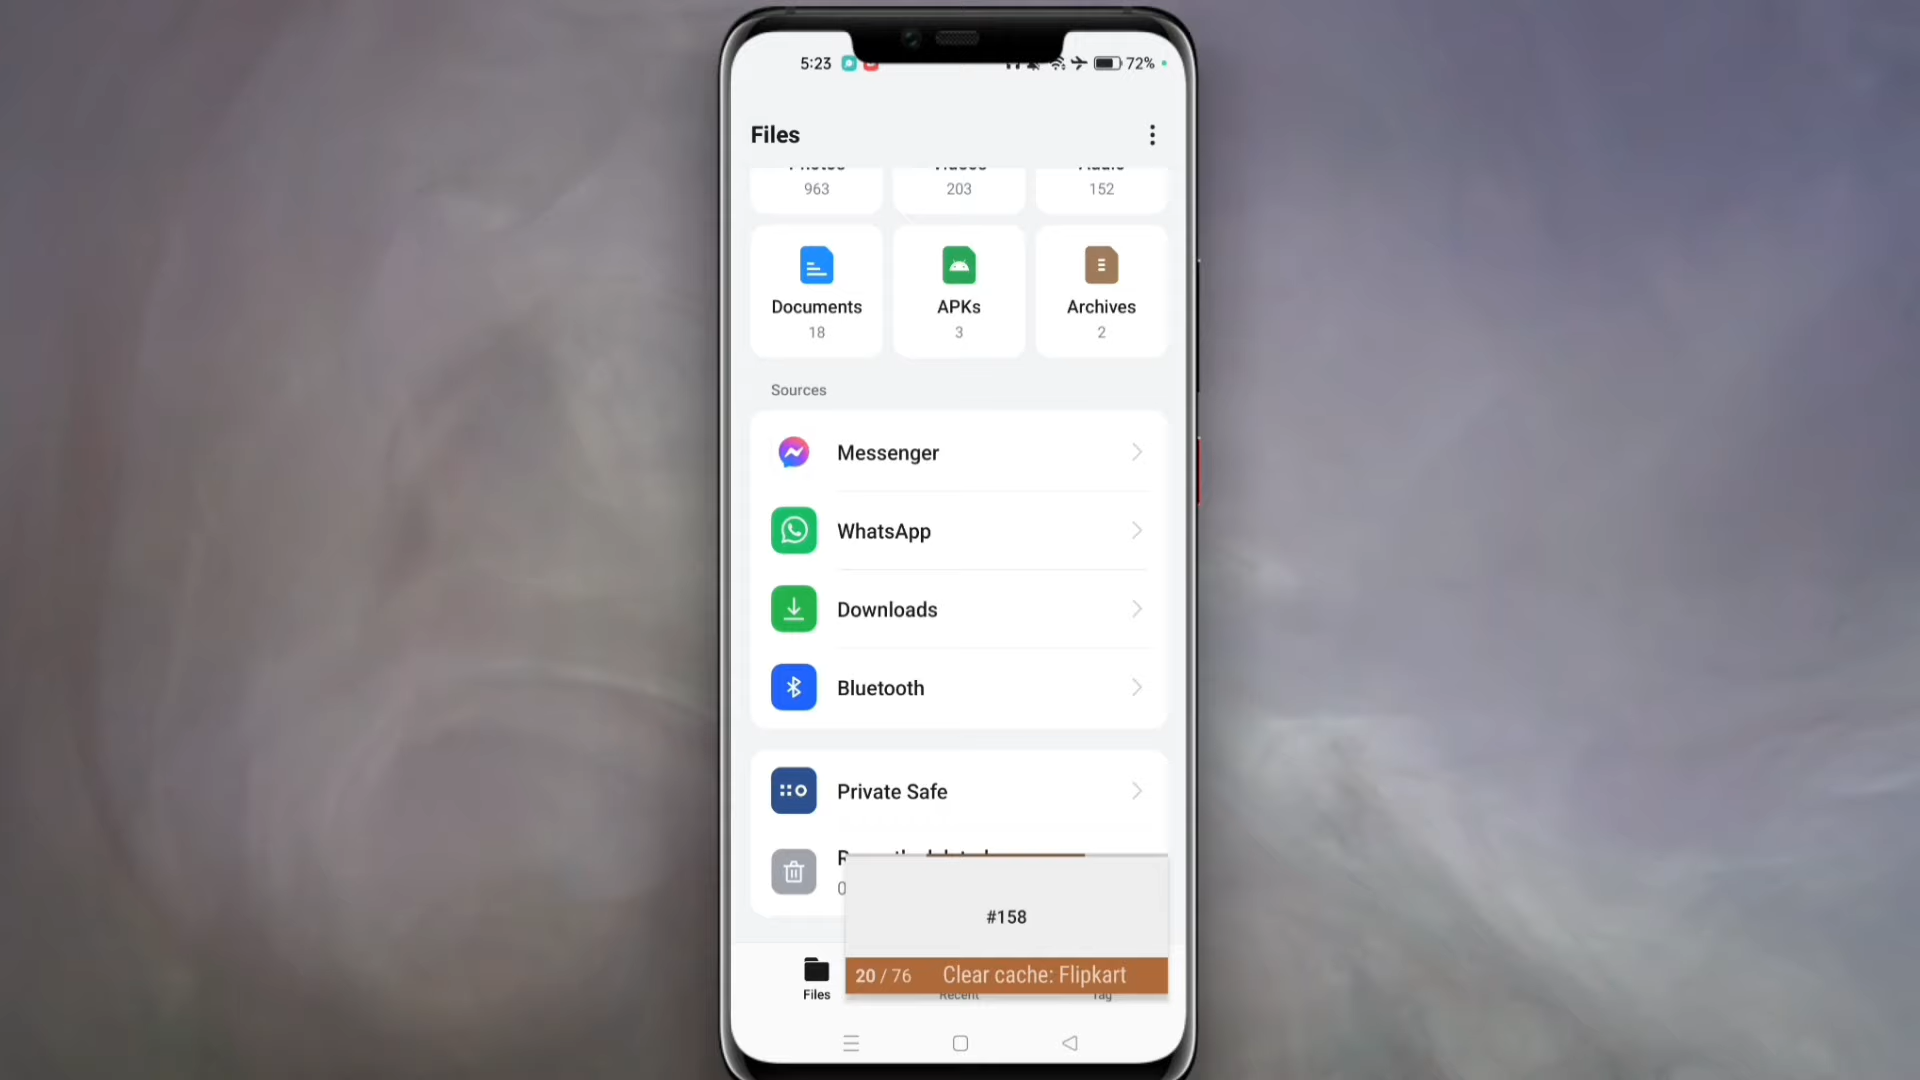 5:23
72%
Files
963
203
152
Documents
APKs
Archives
18
3
2
Sources
Messenger
WhatsApp
Downloads
Bluetooth
Private Safe
#158
20 / 76 Clear cache: Flipkart
Files
Recent
Tag